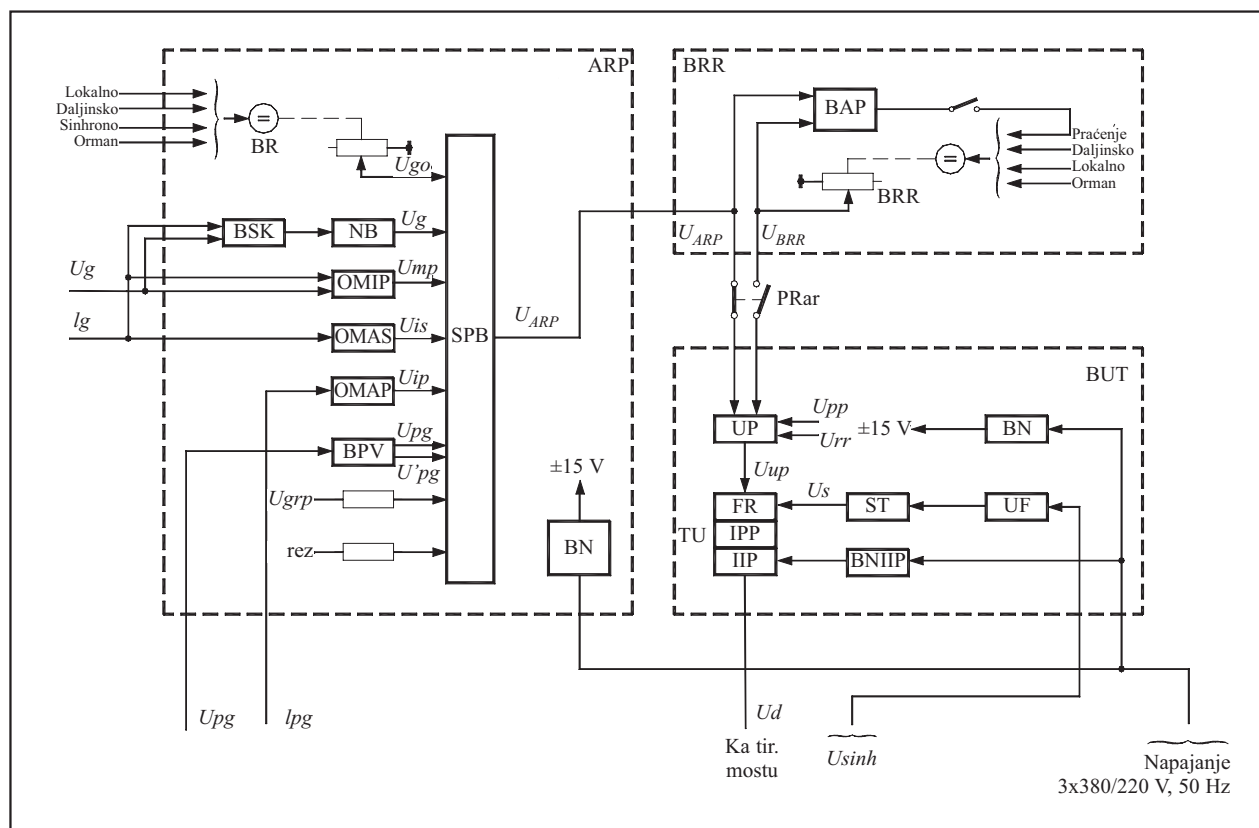 ARP
Lokalno
Daljinsko
Sinhrono
Orman
=
BR
Ugo
BSK
NB
Ug
Ug
OMIP
Ump
Ig
OMAS
Uis
SPB
U_ARP
OMAP
Uip
BPV
Upg
U'pg
Ugrp
rez
±15 V
BN
Upg
Ipg
BRR
BAP
Praćenje
Daljinsko
Lokalno
Orman
=
BRR
U_ARP
U_BRR
PRar
BUT
UP
Upp
Urr
±15 V
BN
Uup
Us
FR
ST
UF
TU
IPP
IIP
BNIIP
Ud
Ka tir.
mostu
Usinh
Napajanje
3x380/220 V, 50 Hz